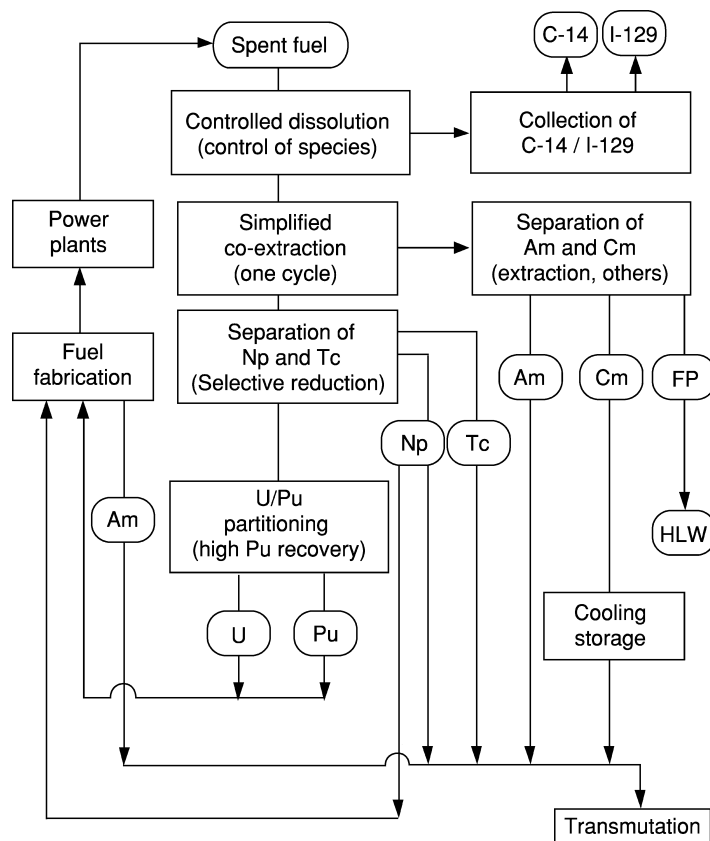 C-14
I-129
Spent fuel
Controlled dissolution
(control of species)
Collection of
C-14 / I-129
Power
plants
Simplified
co-extraction
(one cycle)
Separation of
Am and Cm
(extraction, others)
Fuel
fabrication
Separation of
Np and Tc
(Selective reduction)
Am
Cm
FP
Np
Tc
Am
U/Pu
partitioning
(high Pu recovery)
HLW
U
Pu
Cooling
storage
Transmutation